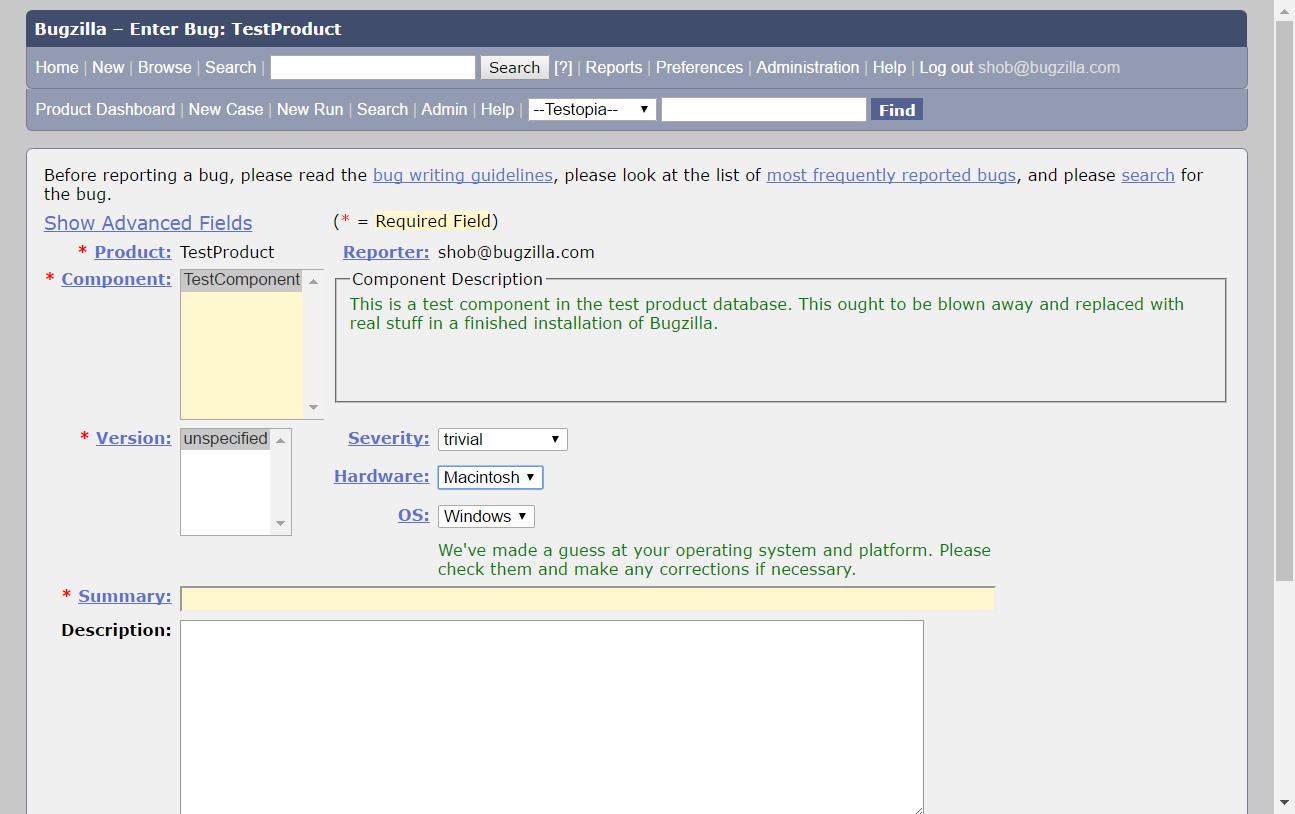 Bugzilla – Enter Bug: TestProduct
Home | New | Browse | Search | Search [?] | Reports | Preferences | Administration | Help | Log out shob@bugzilla.com
Product Dashboard | New Case | New Run | Search | Admin | Help | --Testopia-- Find
Before reporting a bug, please read the bug writing guidelines, please look at the list of most frequently reported bugs, and please search for
the bug.
Show Advanced Fields (* = Required Field)
* Product: TestProduct Reporter: shob@bugzilla.com
* Component: TestComponent Component Description
This is a test component in the test product database. This ought to be blown away and replaced with
real stuff in a finished installation of Bugzilla.
* Version: unspecified Severity: trivial
Hardware: Macintosh
OS: Windows
We've made a guess at your operating system and platform. Please
check them and make any corrections if necessary.
* Summary:
Description: